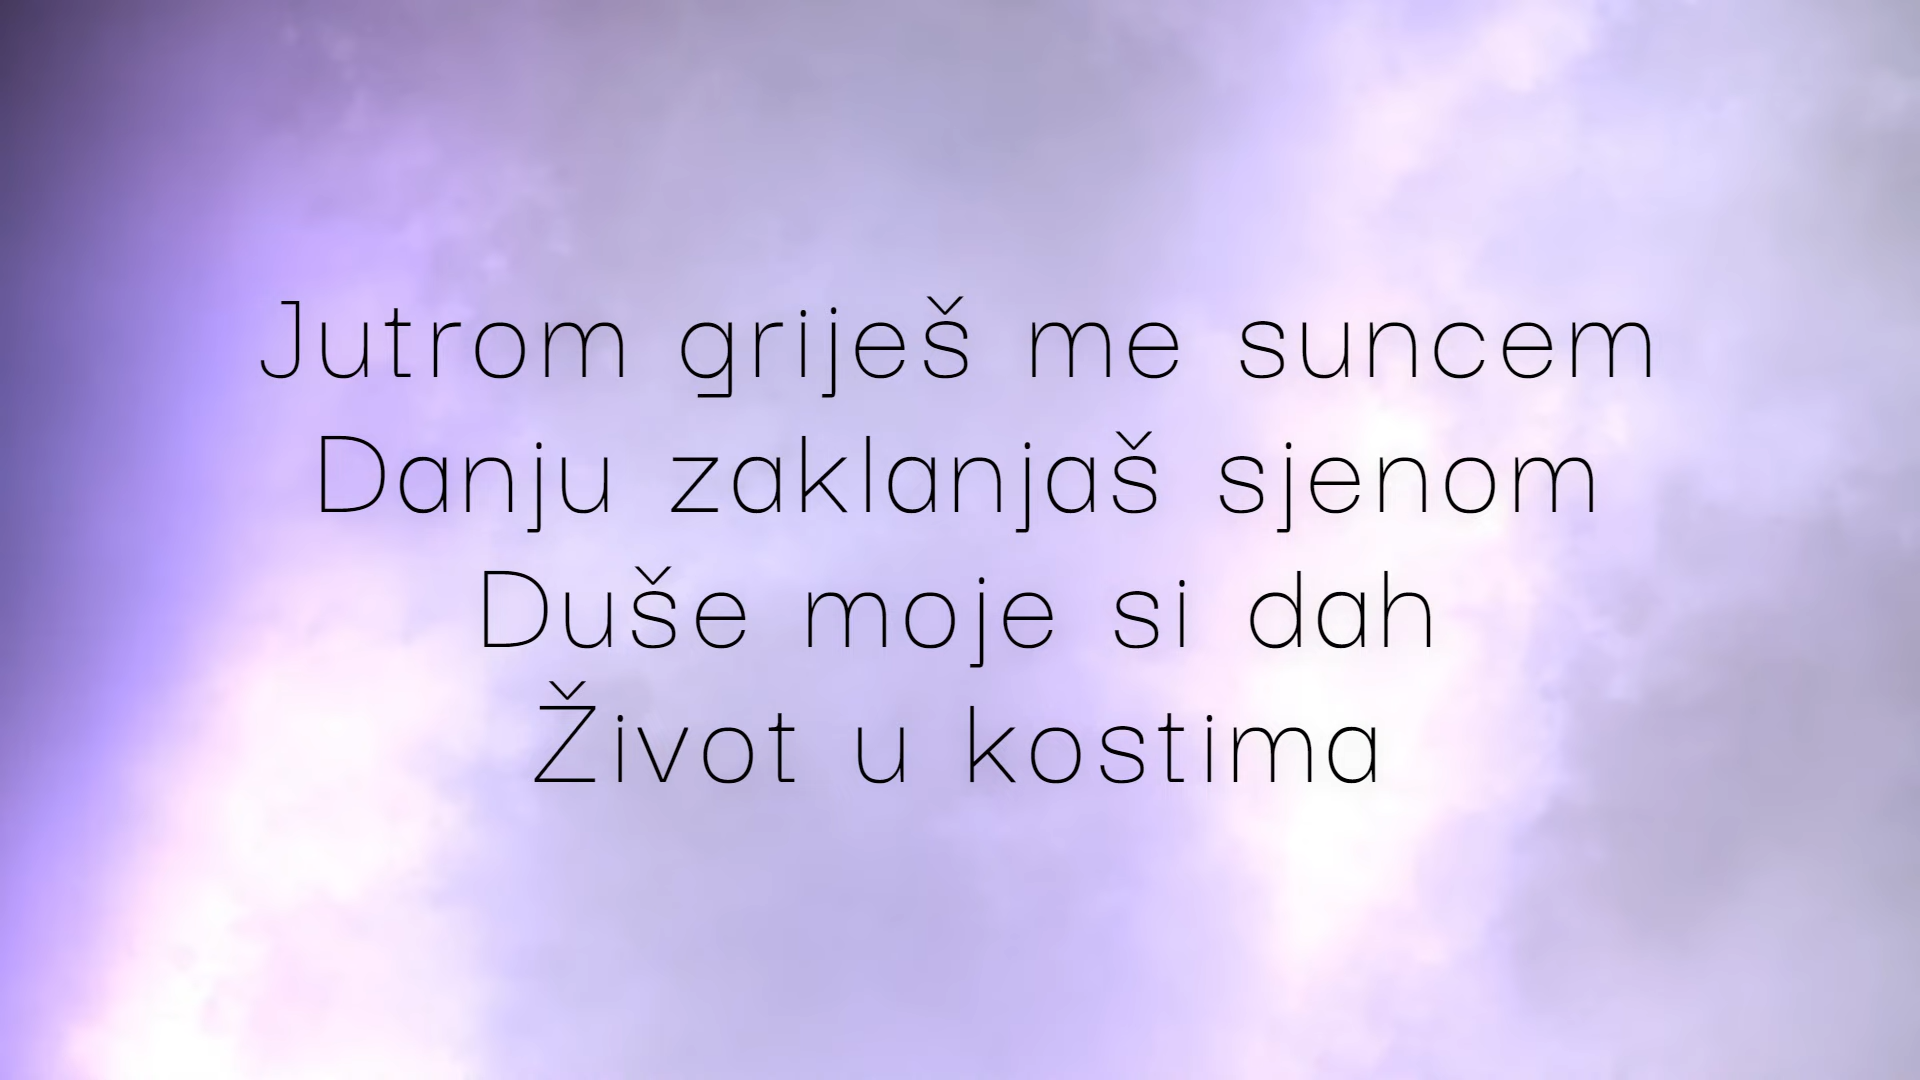 Jutrom griješ me suncem
Danju zaklanjaš sjenom
Duše moje si dah
Život u kostima